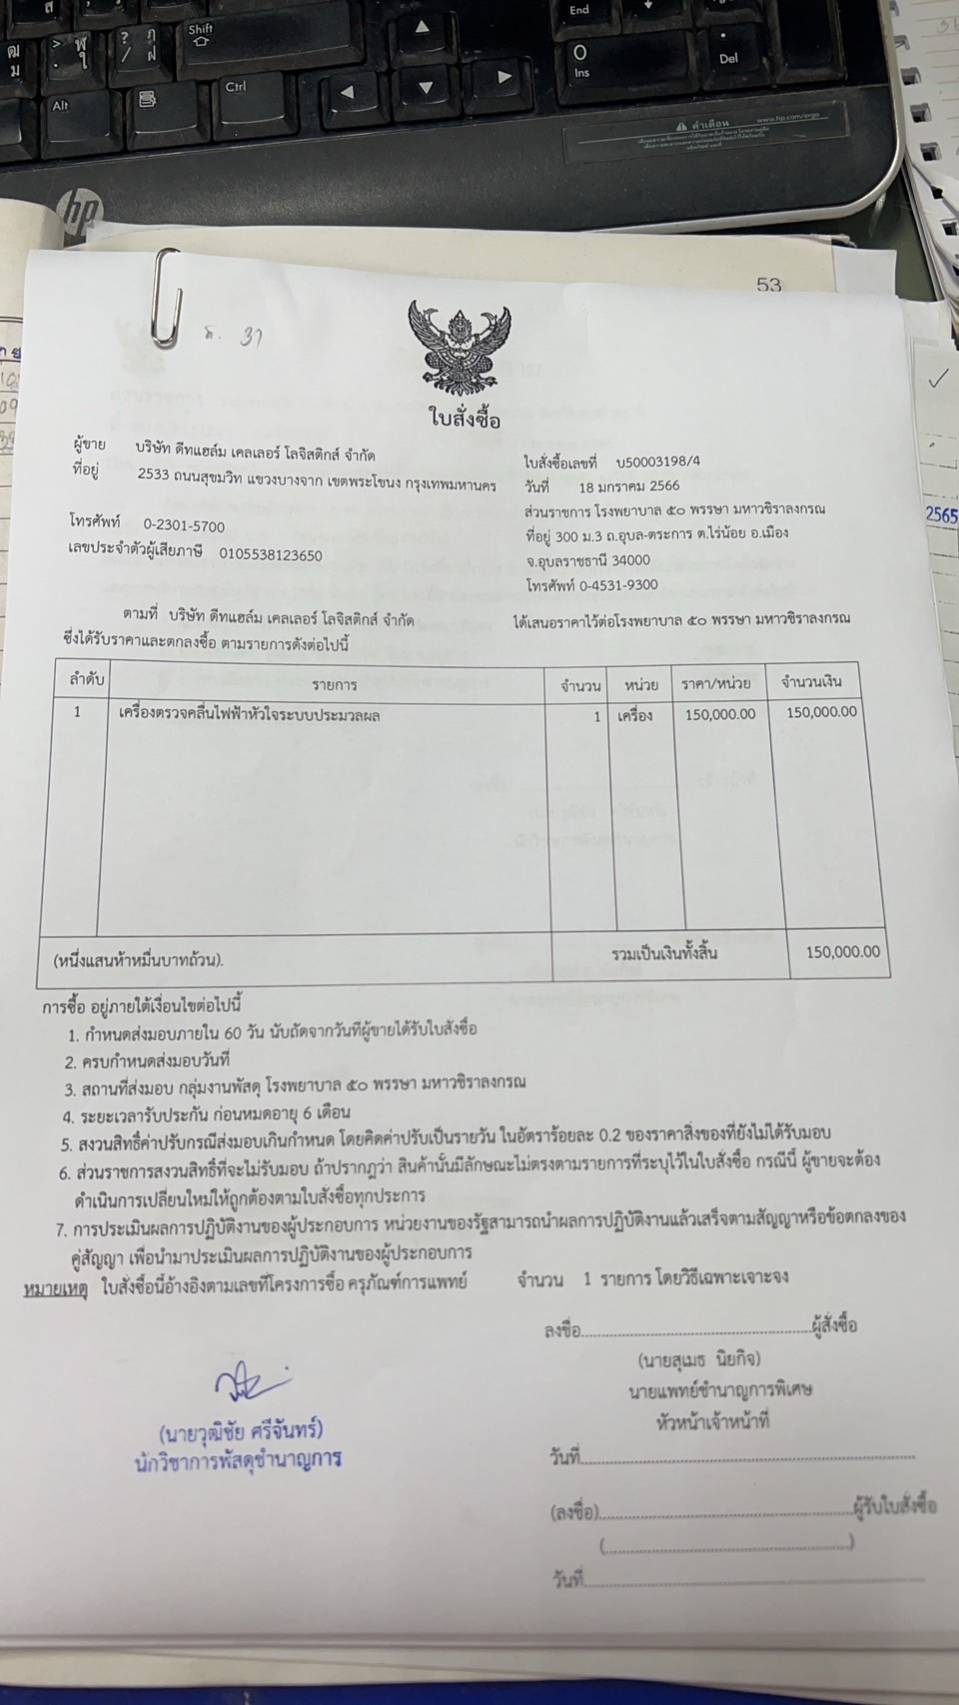 ส
ฒ
ม
>
.
ฬ
ใ
?
/
ฦ
ฝ
Shift
End
Alt
Ctrl
0
Ins
.
Del
คำเตือน
www.hp.com/ergo
hp
53
31
2565
ใบสั่งซื้อ
ผู้ขาย บริษัท ดีทแฮล์ม เคลเลอร์ โลจิสติกส์ จำกัด
ที่อยู่ 2533 ถนนสุขุมวิท แขวงบางจาก เขตพระโขนง กรุงเทพมหานคร
โทรศัพท์ 0-2301-5700
เลขประจำตัวผู้เสียภาษี 0105538123650
ใบสั่งซื้อเลขที่ บ50003198/4
วันที่ 18 มกราคม 2566
ส่วนราชการ โรงพยาบาล ๕๐ พรรษา มหาวชิราลงกรณ
ที่อยู่ 300 ม.3 ถ.อุบล-ตระการ ต.ไร่น้อย อ.เมือง
จ.อุบลราชธานี 34000
โทรศัพท์ 0-4531-9300
ตามที่ บริษัท ดีทแฮล์ม เคลเลอร์ โลจิสติกส์ จำกัด ได้เสนอราคาไว้ต่อโรงพยาบาล ๕๐ พรรษา มหาวชิราลงกรณ
ซึ่งได้รับราคาและตกลงซื้อ ตามรายการดังต่อไปนี้
ลำดับ รายการ จำนวน หน่วย ราคา/หน่วย จำนวนเงิน
1 เครื่องตรวจคลื่นไฟฟ้าหัวใจระบบประมวลผล 1 เครื่อง 150,000.00 150,000.00
(หนึ่งแสนห้าหมื่นบาทถ้วน). รวมเป็นเงินทั้งสิ้น 150,000.00
การซื้อ อยู่ภายใต้เงื่อนไขต่อไปนี้
1. กำหนดส่งมอบภายใน 60 วัน นับถัดจากวันที่ผู้ขายได้รับใบสั่งซื้อ
2. ครบกำหนดส่งมอบวันที่
3. สถานที่ส่งมอบ กลุ่มงานพัสดุ โรงพยาบาล ๕๐ พรรษา มหาวชิราลงกรณ
4. ระยะเวลารับประกัน ก่อนหมดอายุ 6 เดือน
5. สงวนสิทธิ์ค่าปรับกรณีส่งมอบเกินกำหนด โดยคิดค่าปรับเป็นรายวัน ในอัตราร้อยละ 0.2 ของราคาสิ่งของที่ยังไม่ได้รับมอบ
6. ส่วนราชการสงวนสิทธิ์ที่จะไม่รับมอบ ถ้าปรากฏว่า สินค้านั้นมีลักษณะไม่ตรงตามรายการที่ระบุไว้ในใบสั่งซื้อ กรณีนี้ ผู้ขายจะต้อง
ดำเนินการเปลี่ยนใหม่ให้ถูกต้องตามใบสั่งซื้อทุกประการ
7. การประเมินผลการปฏิบัติงานของผู้ประกอบการ หน่วยงานของรัฐสามารถนำผลการปฏิบัติงานแล้วเสร็จตามสัญญาหรือข้อตกลงของ
คู่สัญญา เพื่อนำมาประเมินผลการปฏิบัติงานของผู้ประกอบการ
หมายเหตุ ใบสั่งซื้อนี้อ้างอิงตามเลขที่โครงการซื้อ ครุภัณฑ์การแพทย์ จำนวน 1 รายการ โดยวิธีเฉพาะเจาะจง
ลงชื่อ..................................................ผู้สั่งซื้อ
(นายสุเมธ นิยกิจ)
นายแพทย์ชำนาญการพิเศษ
หัวหน้าเจ้าหน้าที่
วันที่..................................................
(นายวุฒิชัย ศรีจันทร์)
นักวิชาการพัสดุชำนาญการ
(ลงชื่อ)..................................................ผู้รับใบสั่งซื้อ
(..................................................)
วันที่..................................................